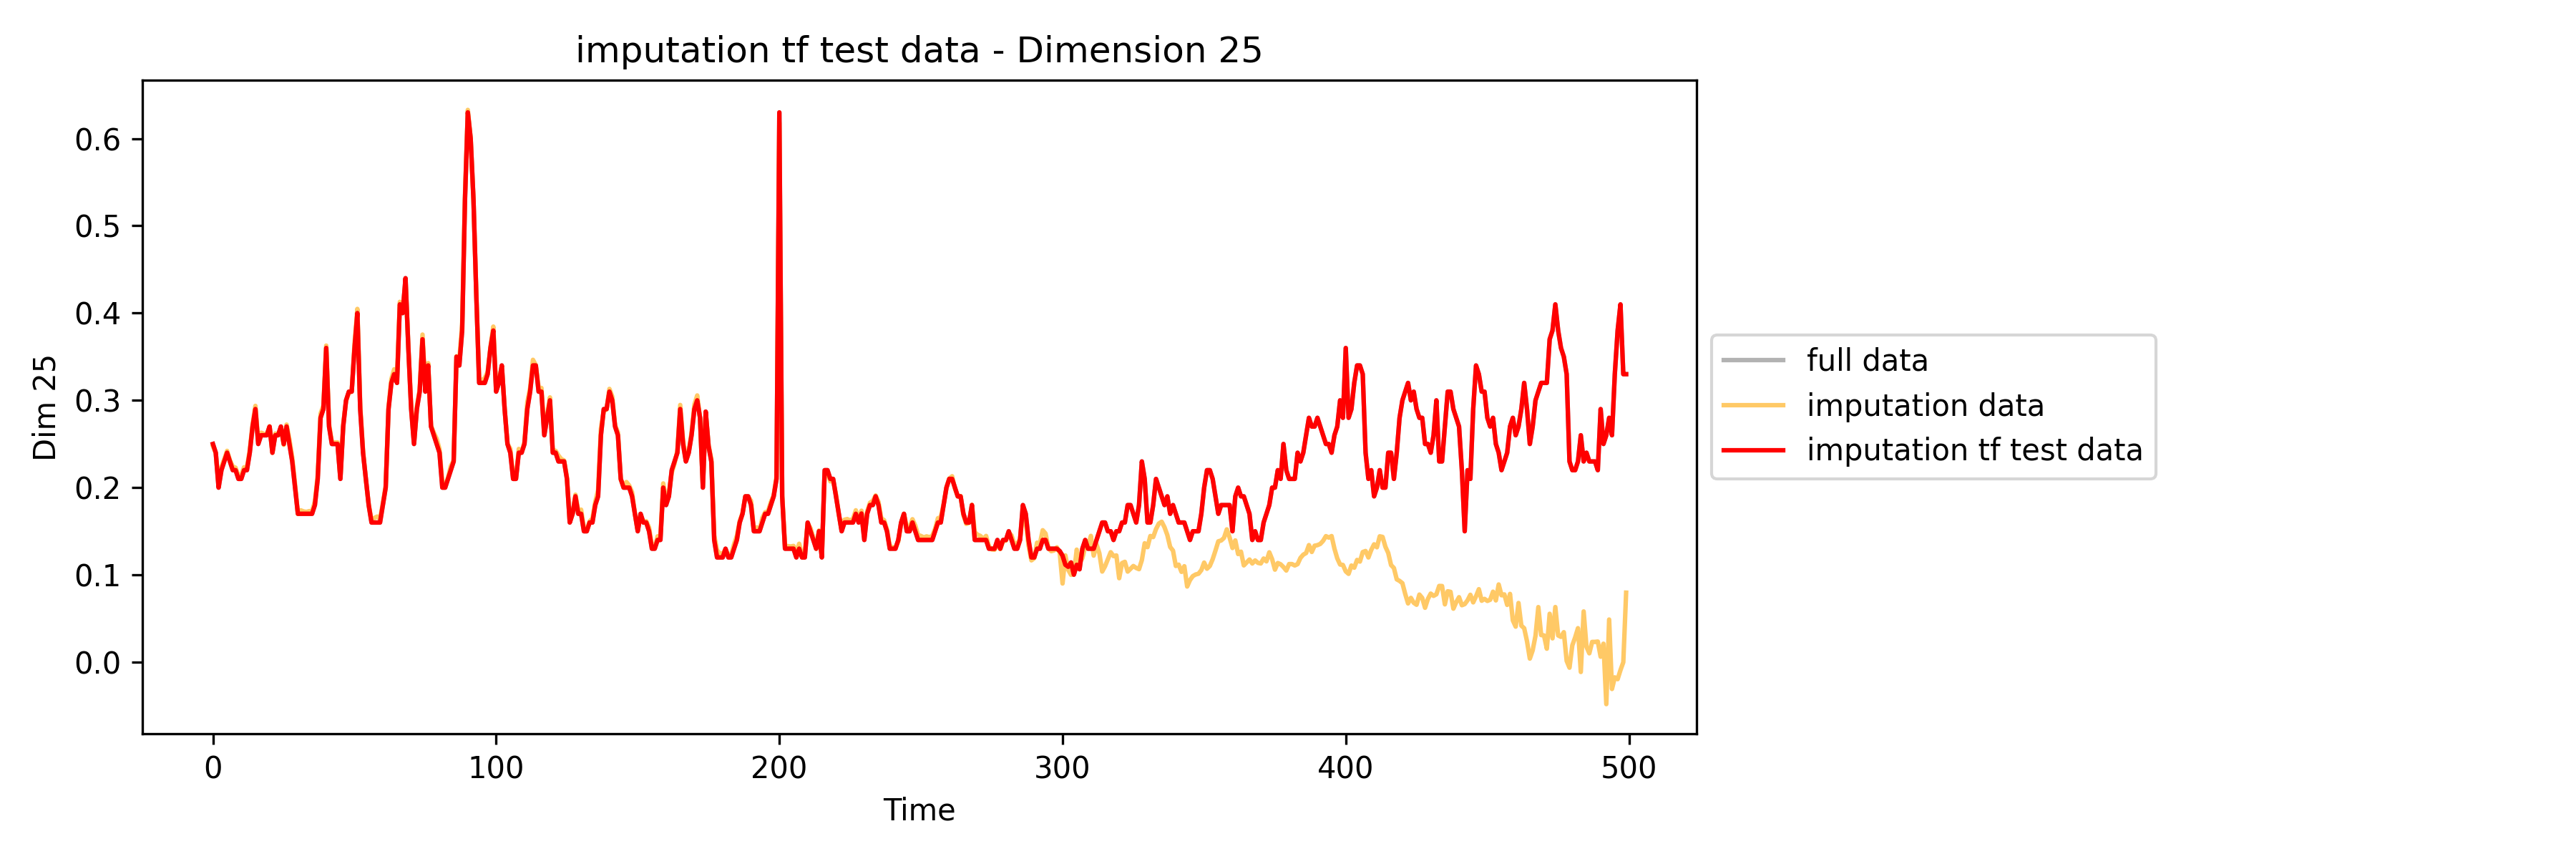 imputation tf test data - Dimension 25
Dim 25
0.6
0.5
0.4
0.3
0.2
0.1
0.0
0 100 200 300 400 500
Time
full data
imputation data
imputation tf test data